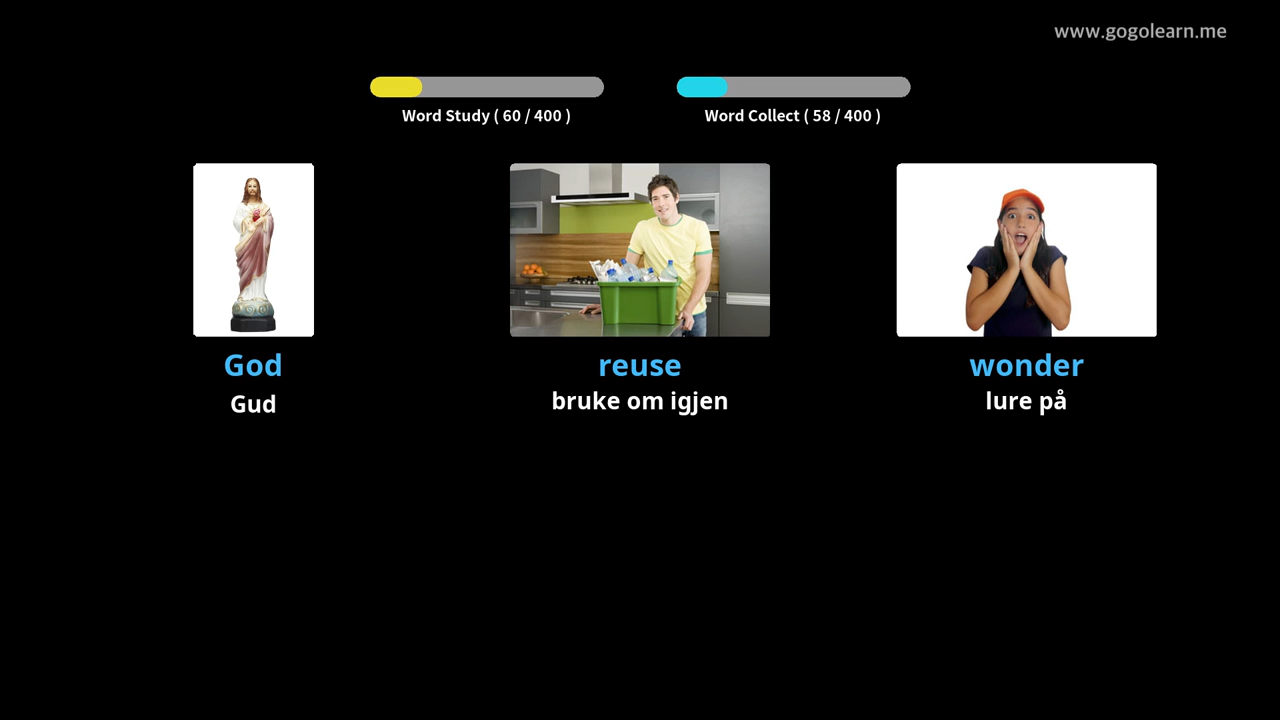 www.gogolearn.me
Word Study ( 60 / 400 )
Word Collect ( 58 / 400 )
God
Gud
reuse
bruke om igjen
wonder
lure på